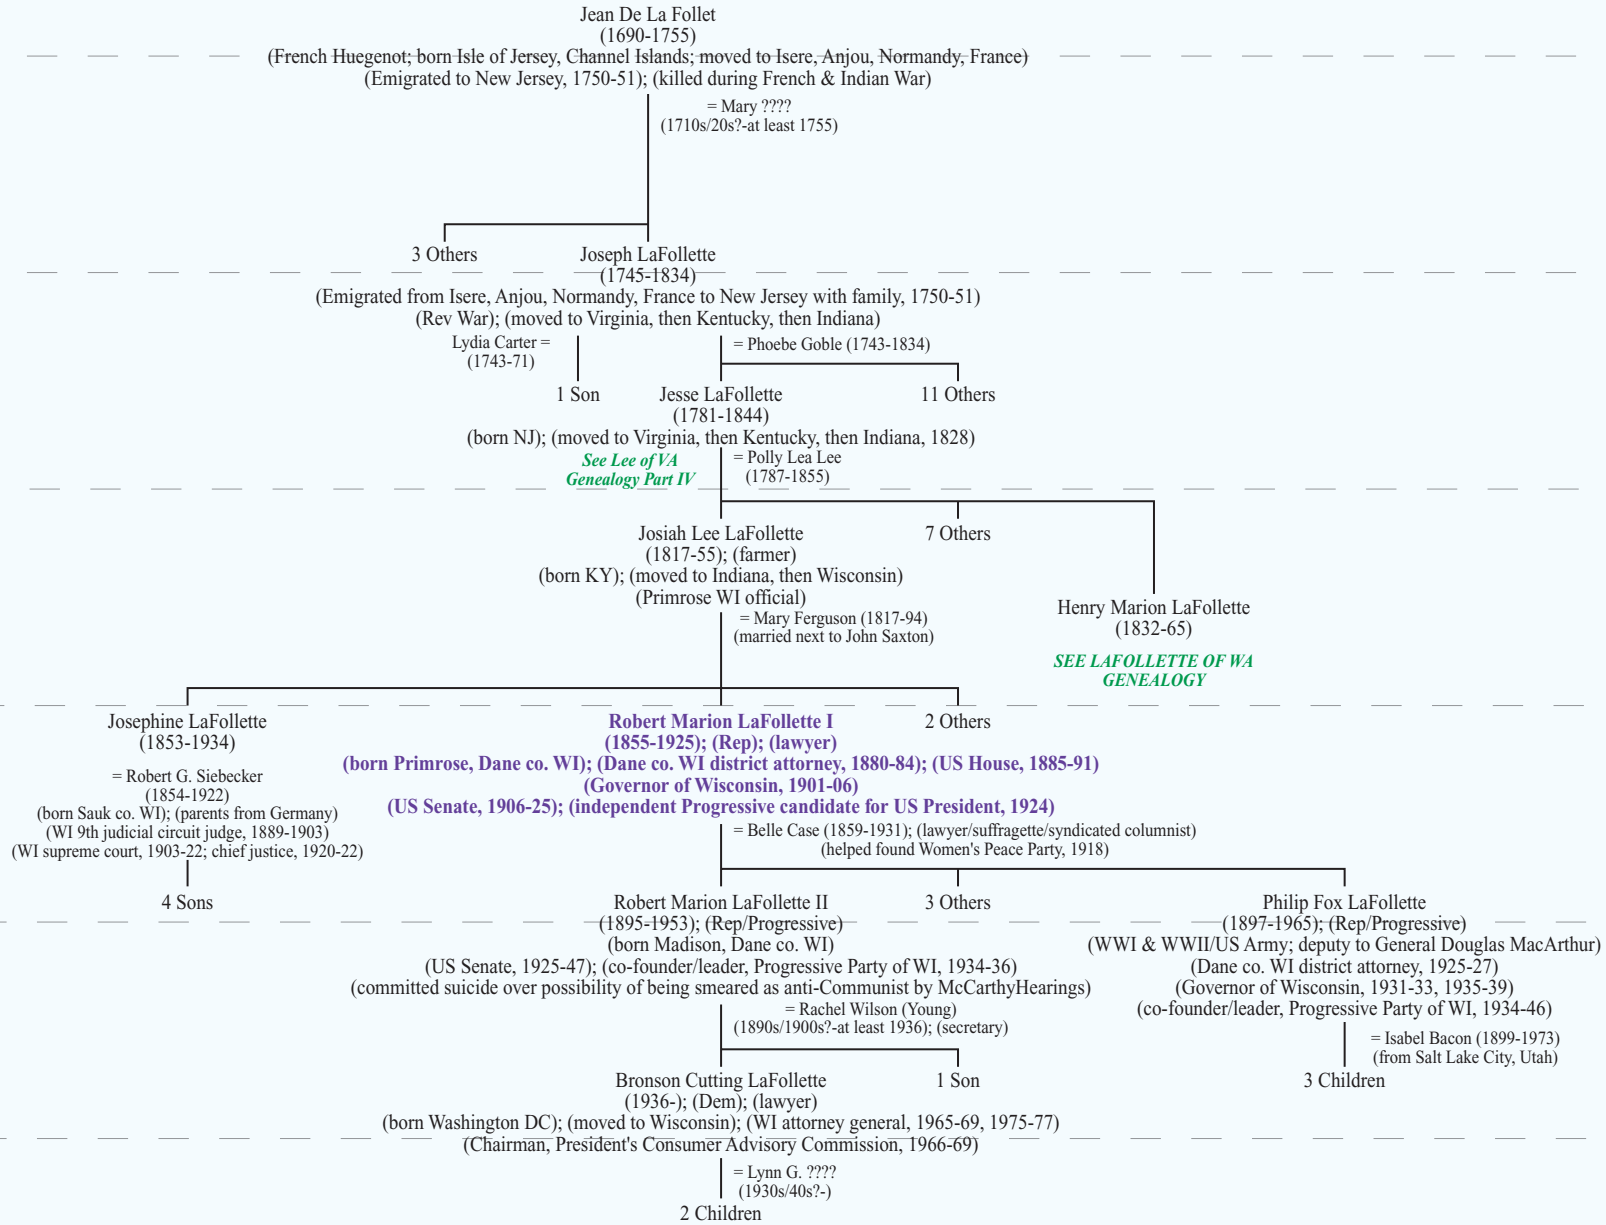 Jean De La Follet
(1690-1755)
(French Huegenot; born Isle of Jersey, Channel Islands; moved to Isere, Anjou, Normandy, France)
(Emigrated to New Jersey, 1750-51); (killed during French & Indian War)
= Mary ????
(1710s/20s?-at least 1755)
3 Others
Joseph LaFollette
(1745-1834)
(Emigrated from Isere, Anjou, Normandy, France to New Jersey with family, 1750-51)
(Rev War); (moved to Virginia, then Kentucky, then Indiana)
Lydia Carter =
(1743-71)
= Phoebe Goble (1743-1834)
1 Son
Jesse LaFollette
(1781-1844)
(born NJ); (moved to Virginia, then Kentucky, then Indiana, 1828)
11 Others
See Lee of VA
Genealogy Part IV
= Polly Lea Lee
(1787-1855)
Josiah Lee LaFollette
(1817-55); (farmer)
(born KY); (moved to Indiana, then Wisconsin)
(Primrose WI official)
7 Others
= Mary Ferguson (1817-94)
(married next to John Saxton)
Henry Marion LaFollette
(1832-65)
SEE LAFOLLETTE OF WA
GENEALOGY
Josephine LaFollette
(1853-1934)
= Robert G. Siebecker
(1854-1922)
(born Sauk co. WI); (parents from Germany)
(WI 9th judicial circuit judge, 1889-1903)
(WI supreme court, 1903-22; chief justice, 1920-22)
4 Sons
Robert Marion LaFollette I
(1855-1925); (Rep); (lawyer)
(born Primrose, Dane co. WI); (Dane co. WI district attorney, 1880-84); (US House, 1885-91)
(Governor of Wisconsin, 1901-06)
(US Senate, 1906-25); (independent Progressive candidate for US President, 1924)
2 Others
= Belle Case (1859-1931); (lawyer/suffragette/syndicated columnist)
(helped found Women's Peace Party, 1918)
Robert Marion LaFollette II
(1895-1953); (Rep/Progressive)
(born Madison, Dane co. WI)
(US Senate, 1925-47); (co-founder/leader, Progressive Party of WI, 1934-36)
(committed suicide over possibility of being smeared as anti-Communist by McCarthyHearings)
= Rachel Wilson (Young)
(1890s/1900s?-at least 1936); (secretary)
3 Others
Philip Fox LaFollette
(1897-1965); (Rep/Progressive)
(WWI & WWII/US Army; deputy to General Douglas MacArthur)
(Dane co. WI district attorney, 1925-27)
(Governor of Wisconsin, 1931-33, 1935-39)
(co-founder/leader, Progressive Party of WI, 1934-46)
= Isabel Bacon (1899-1973)
(from Salt Lake City, Utah)
3 Children
Bronson Cutting LaFollette
(1936-); (Dem); (lawyer)
(born Washington DC); (moved to Wisconsin); (WI attorney general, 1965-69, 1975-77)
(Chairman, President's Consumer Advisory Commission, 1966-69)
1 Son
= Lynn G. ????
(1930s/40s?-)
2 Children